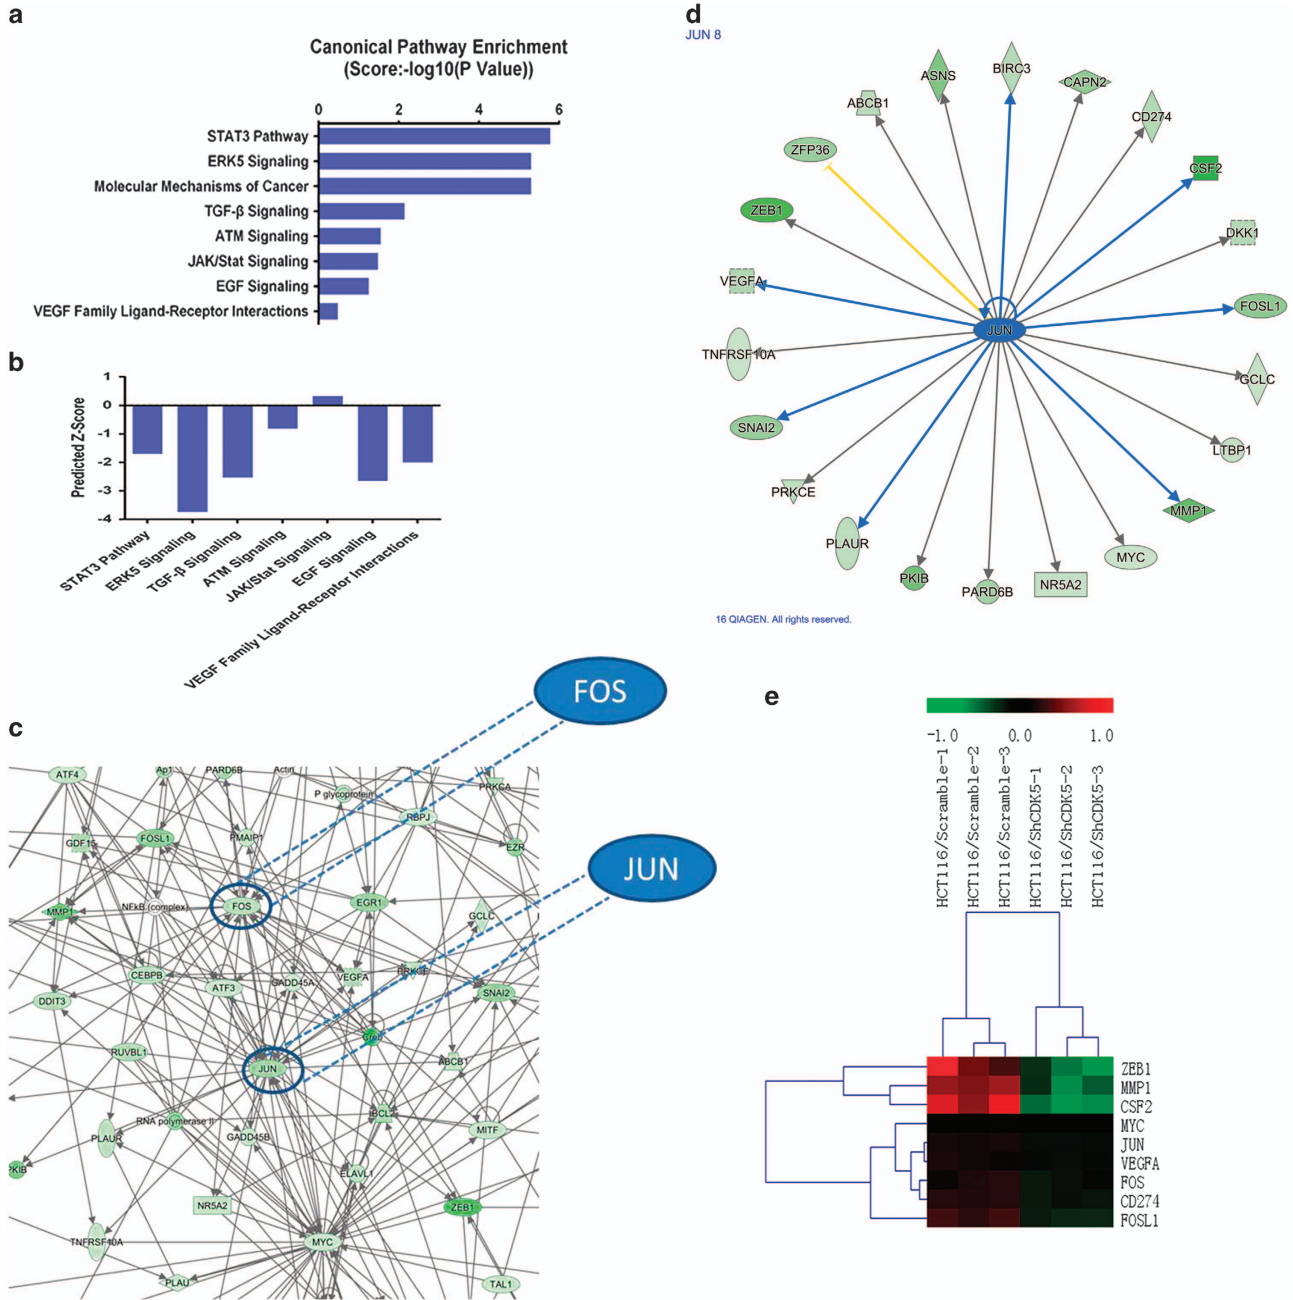 a
Canonical Pathway Enrichment
(Score:-log10(P Value))
0 2 4 6
STAT3 Pathway
ERK5 Signaling
Molecular Mechanisms of Cancer
TGF-β Signaling
ATM Signaling
JAK/Stat Signaling
EGF Signaling
VEGF Family Ligand-Receptor Interactions
b
Predicted Z-Score
1
0
-1
-2
-3
-4
STAT3 Pathway
ERK5 Signaling
TGF-β Signaling
ATM Signaling
JAK/Stat Signaling
EGF Signaling
VEGF Family Ligand-Receptor Interactions
c
FOS
JUN
ATF4
Ap1
PARD6B
Actin
P glycoprotein
PRKCA
RBPJ
GDF15
FOSL1
PMAIP1
EZR
MMP1
NFkB (complex)
FOS
EGR1
GCLC
CEBPB
ATF3
GADD45A
VEGFA
PRKCE
SNAI2
DDIT3
Creb
RUVBL1
JUN
ABCB1
RNA polymerase II
BCL2
PLAUR
GADD45B
MITF
PKIB
ELAVL1
NR5A2
ZEB1
TNFRSF10A
MYC
PLAU
TAL1
d
JUN 8
BIRC3
ASNS
CAPN2
ABCB1
CD274
ZFP36
CSF2
ZEB1
DKK1
VEGFA
FOSL1
JUN
TNFRSF10A
GCLC
SNAI2
LTBP1
PRKCE
MMP1
PLAUR
MYC
PKIB
PARD6B
NR5A2
16 QIAGEN. All rights reserved.
e
-1.0 0.0 1.0
HCT116/Scramble-1
HCT116/Scramble-2
HCT116/Scramble-3
HCT116/ShCDK5-1
HCT116/ShCDK5-2
HCT116/ShCDK5-3
ZEB1
MMP1
CSF2
MYC
JUN
VEGFA
FOS
CD274
FOSL1